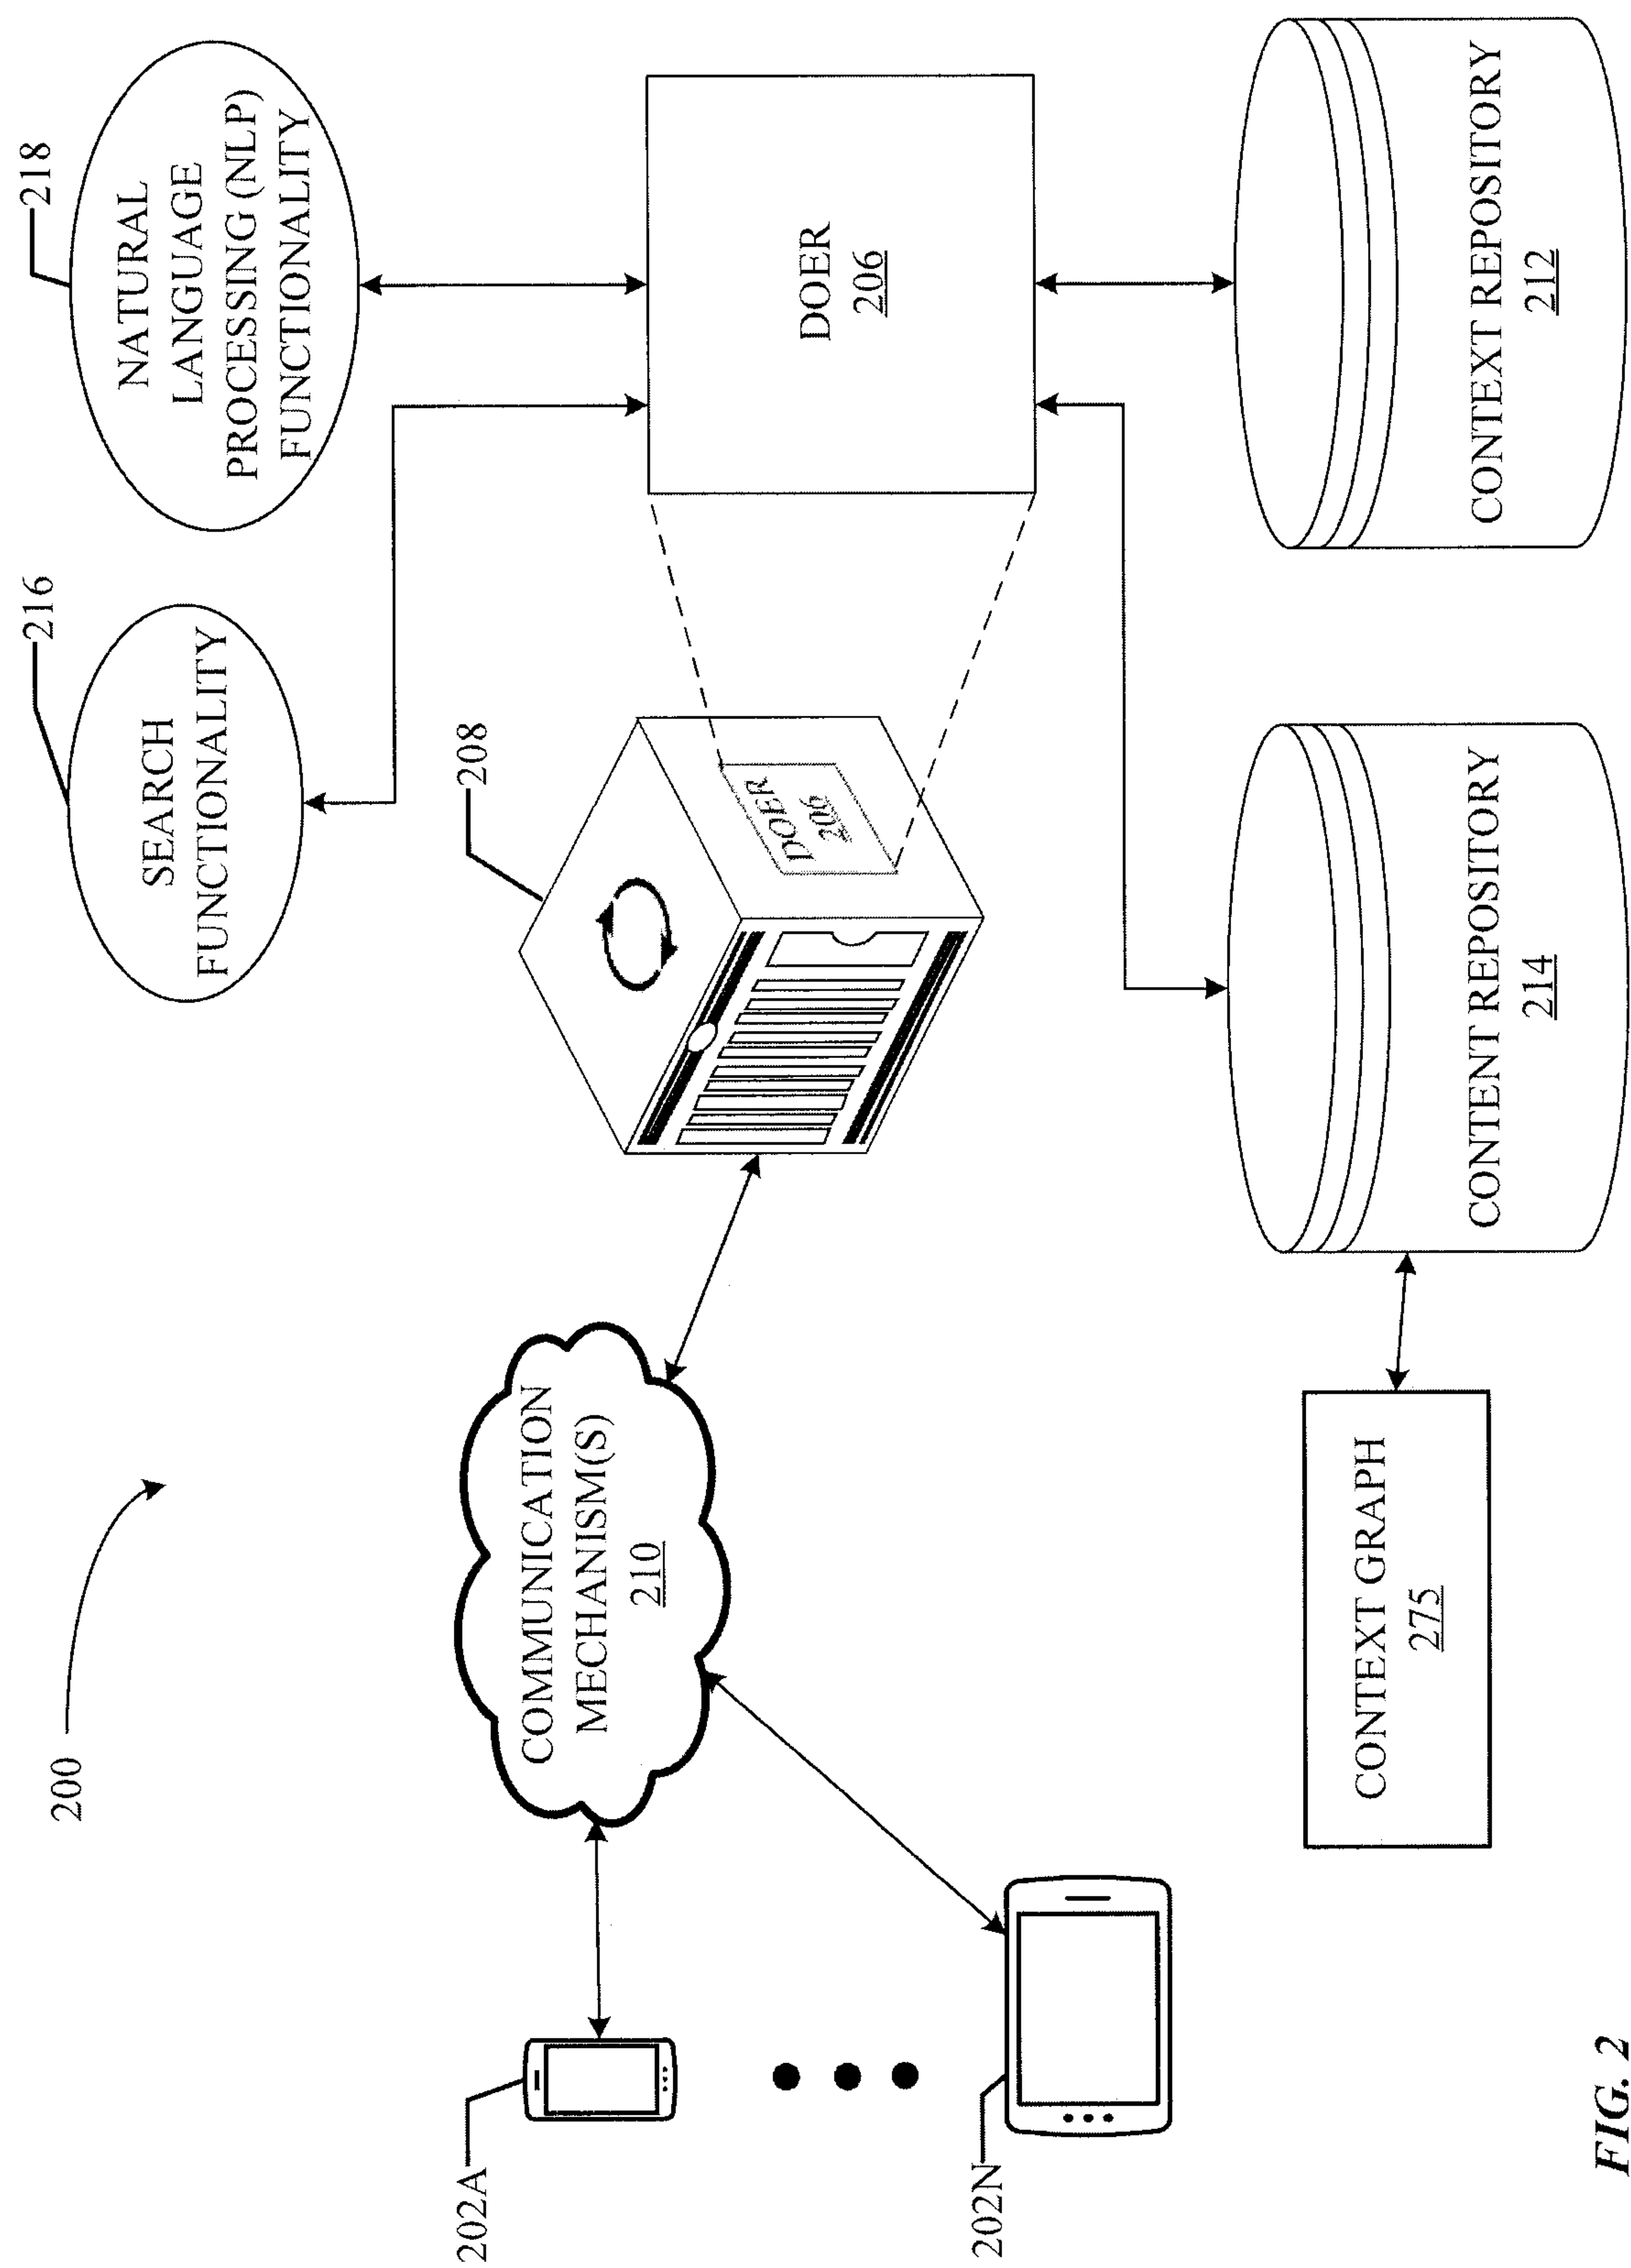 200
216
SEARCH
FUNCTIONALITY
218
NATURAL
LANGUAGE
PROCESSING (NLP)
FUNCTIONALITY
202A
COMMUNICATION
MECHANISM(S)
210
208
DOER
206
DOER
206
202N
CONTEXT GRAPH
275
CONTENT REPOSITORY
214
CONTEXT REPOSITORY
212
FIG. 2